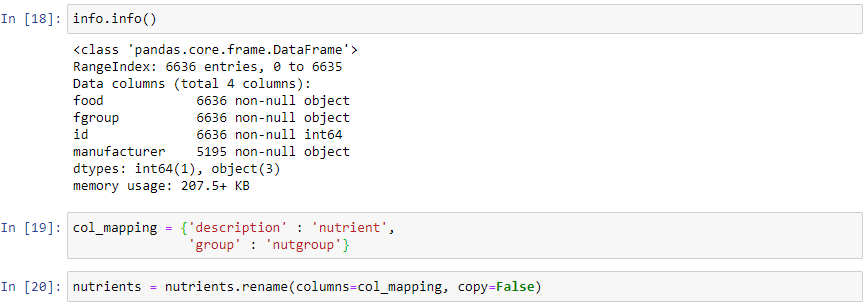 In [18]: info.info()
<class 'pandas.core.frame.DataFrame'>
RangeIndex: 6636 entries, 0 to 6635
Data columns (total 4 columns):
food            6636 non-null object
fgroup          6636 non-null object
id              6636 non-null int64
manufacturer    5195 non-null object
dtypes: int64(1), object(3)
memory usage: 207.5+ KB
In [19]: col_mapping = {'description' : 'nutrient',
               'group' : 'nutgroup'}
In [20]: nutrients = nutrients.rename(columns=col_mapping, copy=False)